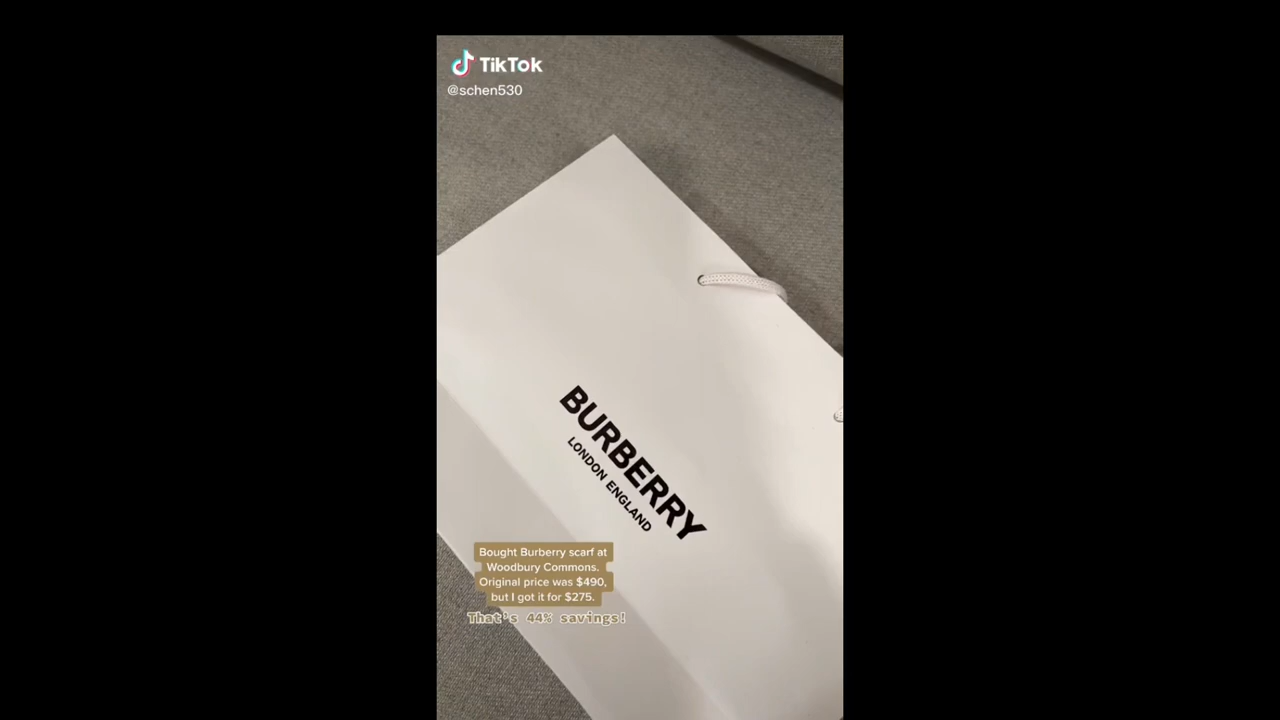 TikTok
@schen530
BURBERRY
LONDON ENGLAND
Bought Burberry scarf at
Woodbury Commons.
Original price was $490,
but I got it for $275.
That's 44% savings!